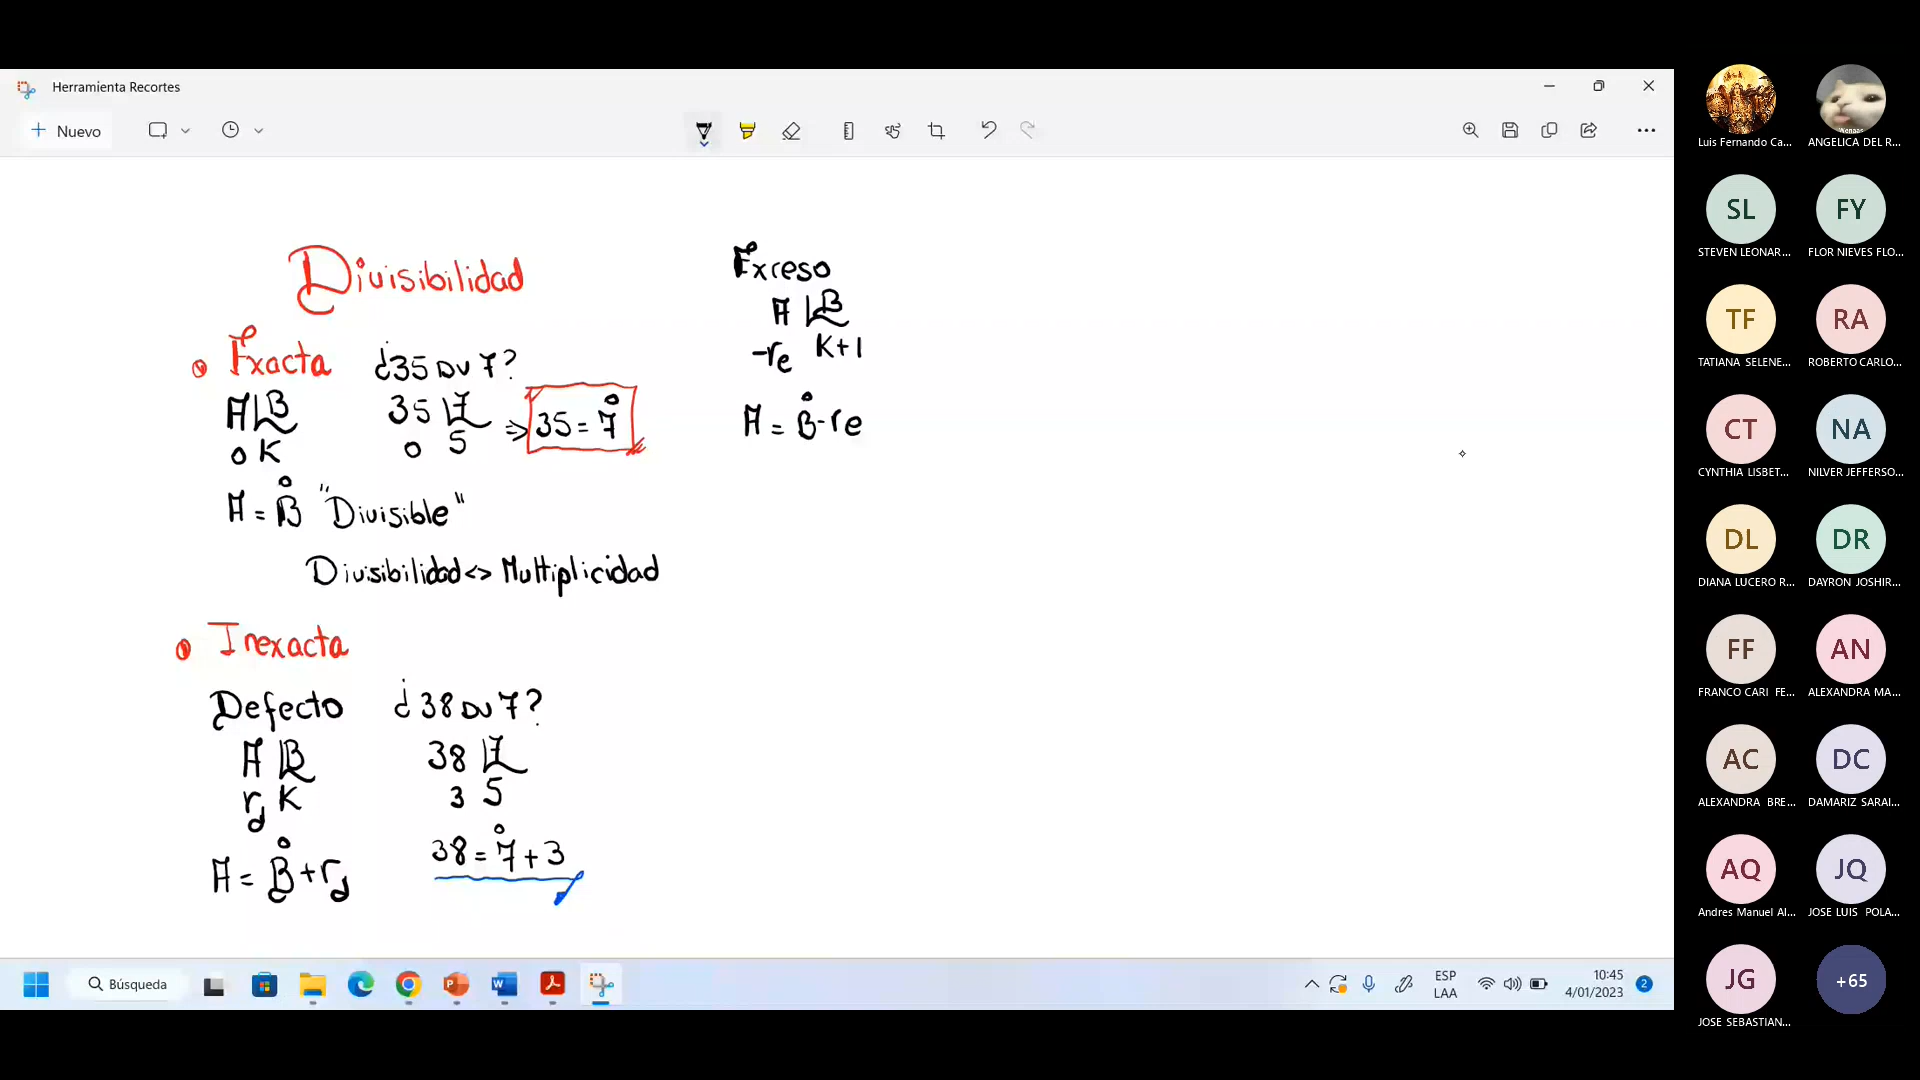 Herramienta Recortes
Nuevo
Divisibilidad
Exacta ¿35 DIV 7?
A B
0 K
35 7
0 5
⇒ 35 = 7̊
A = B̊ "Divisible"
Divisibilidad <> Multiplicidad
Inexacta
Defecto ¿38 DIV 7?
A B
rd K
38 7
3 5
A = B̊ + rd
38 = 7̊ + 3
Exceso
A B
-re K+1
A = B̊ - re
Luis Fernando Ca...
ANGELICA DEL R...
SL
STEVEN LEONAR...
FY
FLOR NIEVES FLO...
TF
TATIANA SELENE...
RA
ROBERTO CARLO...
CT
CYNTHIA LISBET...
NA
NILVER JEFFERSO...
DL
DIANA LUCERO R...
DR
DAYRON JOSHIR...
FF
FRANCO CARI FE...
AN
ALEXANDRA MA...
AC
ALEXANDRA BRE...
DC
DAMARIZ SARAI...
AQ
Andres Manuel Al...
JQ
JOSE LUIS POLA...
JG
JOSE SEBASTIAN...
+65
Búsqueda
ESP
LAA
10:45
4/01/2023
2